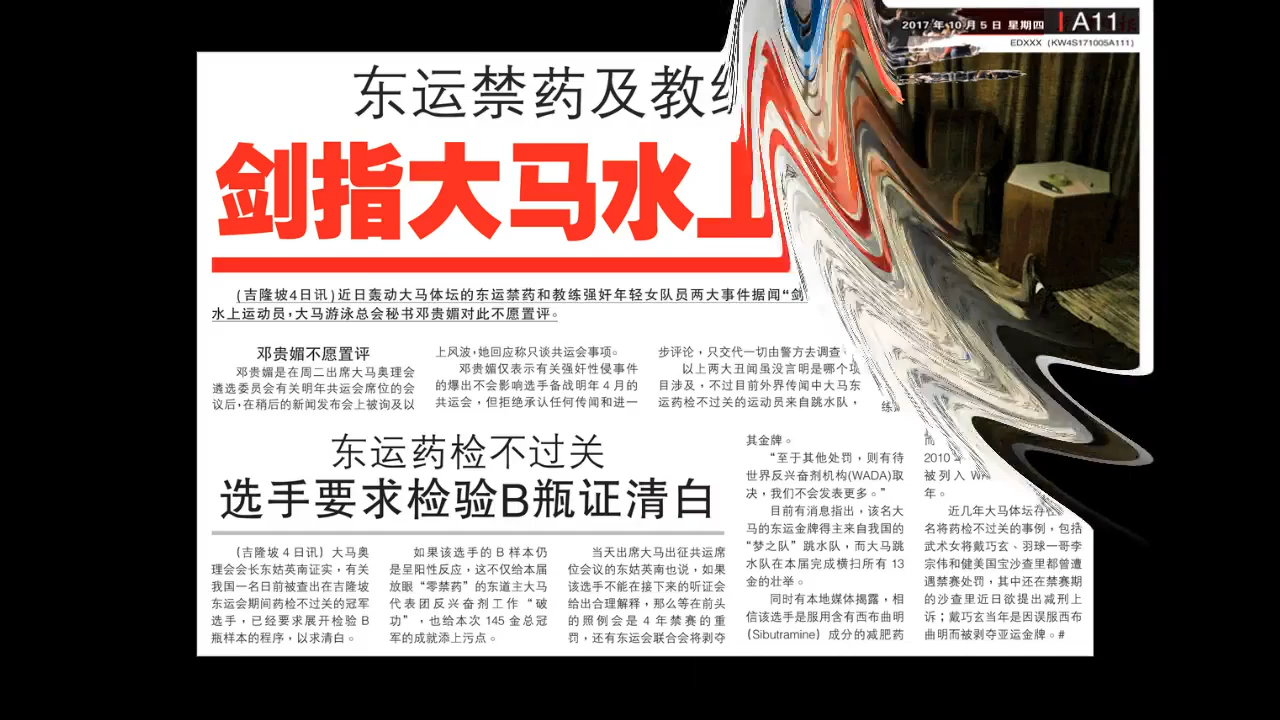 2017年10月5日 星期四 A11
EDXXX (KW4S171005A111)
东运禁药及教
剑指大马水上
(吉隆坡4日讯)近日轰动大马体坛的东运禁药和教练强奸年轻女队员两大事件据闻“剑
水上运动员,大马游泳总会秘书邓贵媚对此不愿置评。
邓贵媚不愿置评
邓贵媚是在周二出席大马奥理会
遴选委员会有关明年共运会席位的会
议后,在稍后的新闻发布会上被询及以
上风波,她回应称只谈共运会事项。
邓贵媚仅表示有关强奸性侵事件
的爆出不会影响选手备战明年4月的
共运会，但拒绝承认任何传闻和进一
步评论，只交代一切由警方去调查
以上两大丑闻虽没言明是哪个项
目涉及，不过目前外界传闻中大马东
运药检不过关的运动员来自跳水队，
东运药检不过关
选手要求检验B瓶证清白
(吉隆坡4日讯) 大马奥
理会会长东姑英南证实，有关
我国一名日前被查出在吉隆坡
东运会期间药检不过关的冠军
选手，已经要求展开检验B
瓶样本的程序，以求清白。
如果该选手的B样本仍
是呈阳性反应，这不仅给本届
放眼“零禁药”的东道主大马
代表团反兴奋剂工作“破
功”，也给本次145金总冠
军的成就添上污点。
当天出席大马出征共运席
位会议的东姑英南也说，如果
该选手不能在接下来的听证会
给出合理解释，那么等在前头
的照例会是4年禁赛的重
罚，还有东运会联合会将剥夺
其金牌。
“至于其他处罚，则有待
世界反兴奋剂机构(WADA)取
决，我们不会发表更多。”
目前有消息指出，该名大
马的东运金牌得主来自我国的
“梦之队”跳水队，而大马跳
水队在本届完成横扫所有13
金的壮举。
同时有本地媒体揭露，相
信该选手是服用含有西布曲明
(Sibutramine) 成分的减肥药
2010
被列入
年。
近几年大马体坛存
名将药检不过关的事例，包括
武术女将戴巧玄、羽球一哥李
宗伟和健美国宝沙查里都曾遭
遇禁赛处罚，其中还在禁赛期
的沙查里近日欲提出减刑上
诉；戴巧玄当年是因误服西布
曲明而被剥夺亚运金牌。#